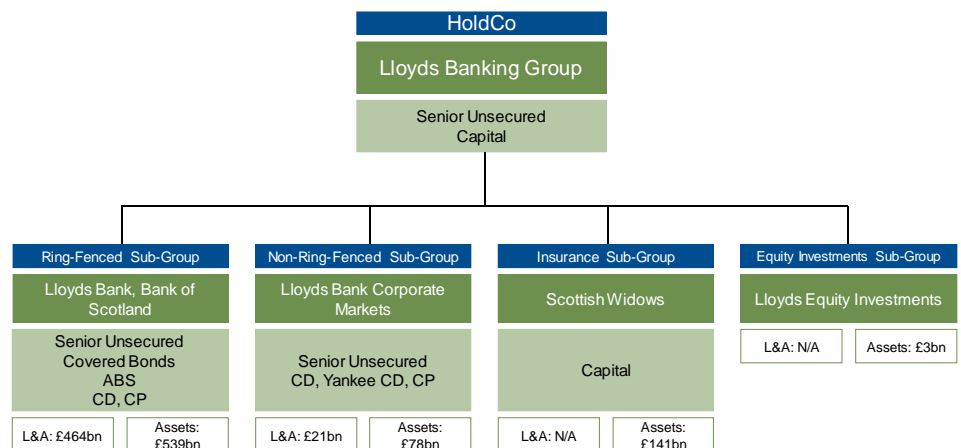 HoldCo
Lloyds Banking Group
Senior Unsecured
Capital
Ring-Fenced Sub-Group
Lloyds Bank, Bank of
Scotland
Senior Unsecured
Covered Bonds
ABS
CD, CP
L&A: £464bn
Assets:
£539bn
Non-Ring-Fenced Sub-Group
Lloyds Bank Corporate
Markets
Senior Unsecured
CD, Yankee CD, CP
L&A: £21bn
Assets:
£78bn
Insurance Sub-Group
Scottish Widows
Capital
L&A: N/A
Assets:
£141bn
Equity Investments Sub-Group
Lloyds Equity Investments
L&A: N/A
Assets: £3bn